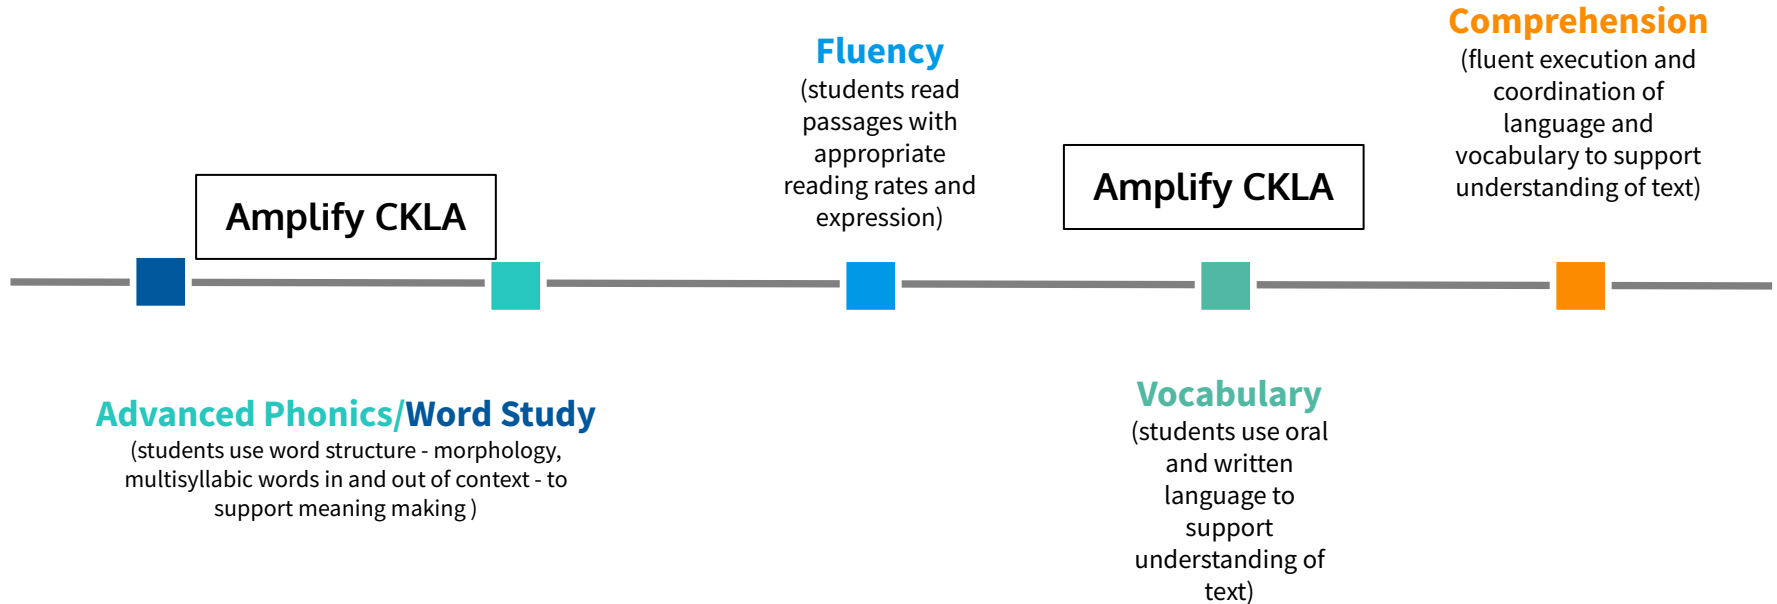 Comprehension
(fluent execution and
coordination of
language and
vocabulary to support
understanding of text)
Fluency
(students read
passages with
appropriate
reading rates and
expression)
Amplify CKLA
Amplify CKLA
Advanced Phonics/Word Study
(students use word structure - morphology,
multisyllabic words in and out of context - to
support meaning making )
Vocabulary
(students use oral
and written
language to
support
understanding of
text)